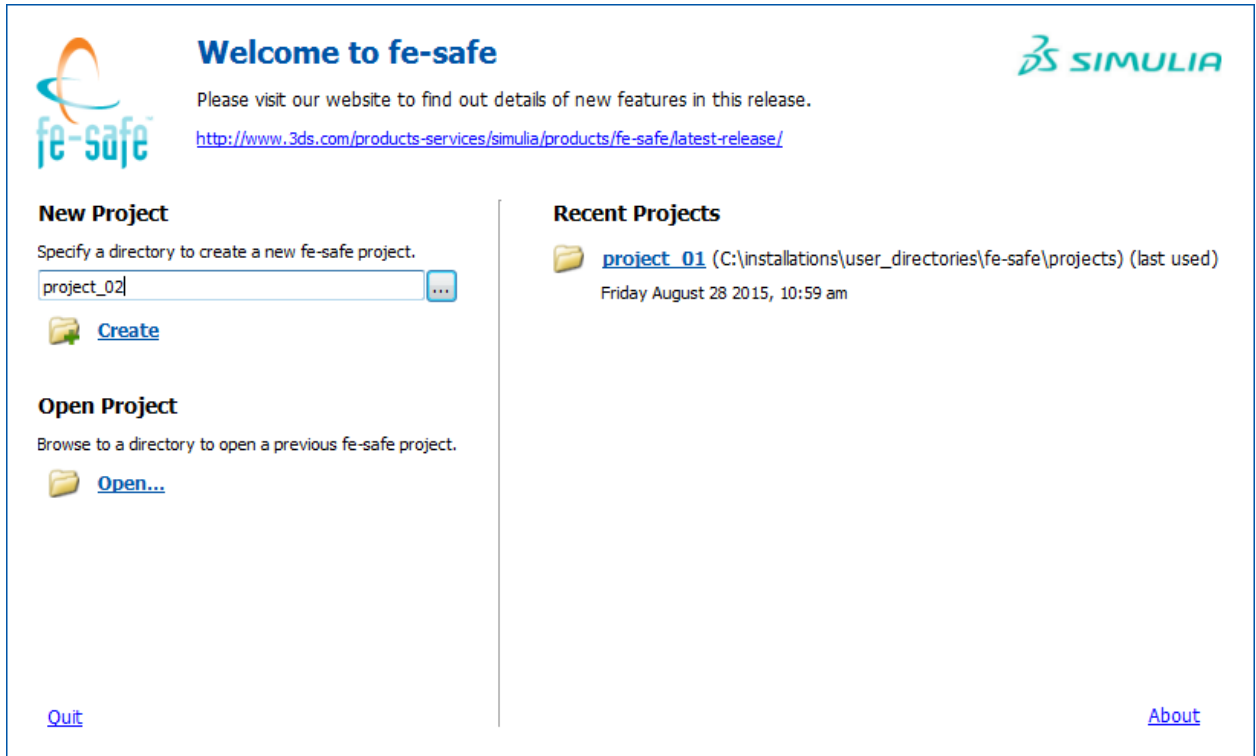 fe-safe™
Welcome to fe-safe
Please visit our website to find out details of new features in this release.
http://www.3ds.com/products-services/simulia/products/fe-safe/latest-release/
SIMULIA
New Project
Specify a directory to create a new fe-safe project.
project_02
...
Create
Open Project
Browse to a directory to open a previous fe-safe project.
Open...
Recent Projects
project_01 (C:\installations\user_directories\fe-safe\projects) (last used)
Friday August 28 2015, 10:59 am
Quit
About